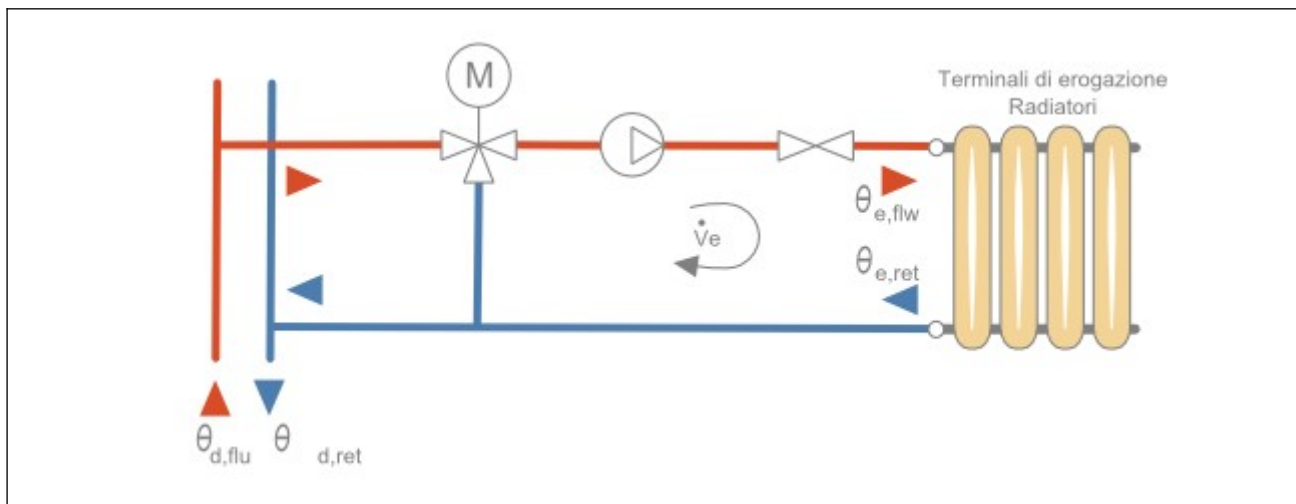 M
Terminali di erogazione
Radiatori
θe,flw
V̇e
θe,ret
θd,flu θ d,ret